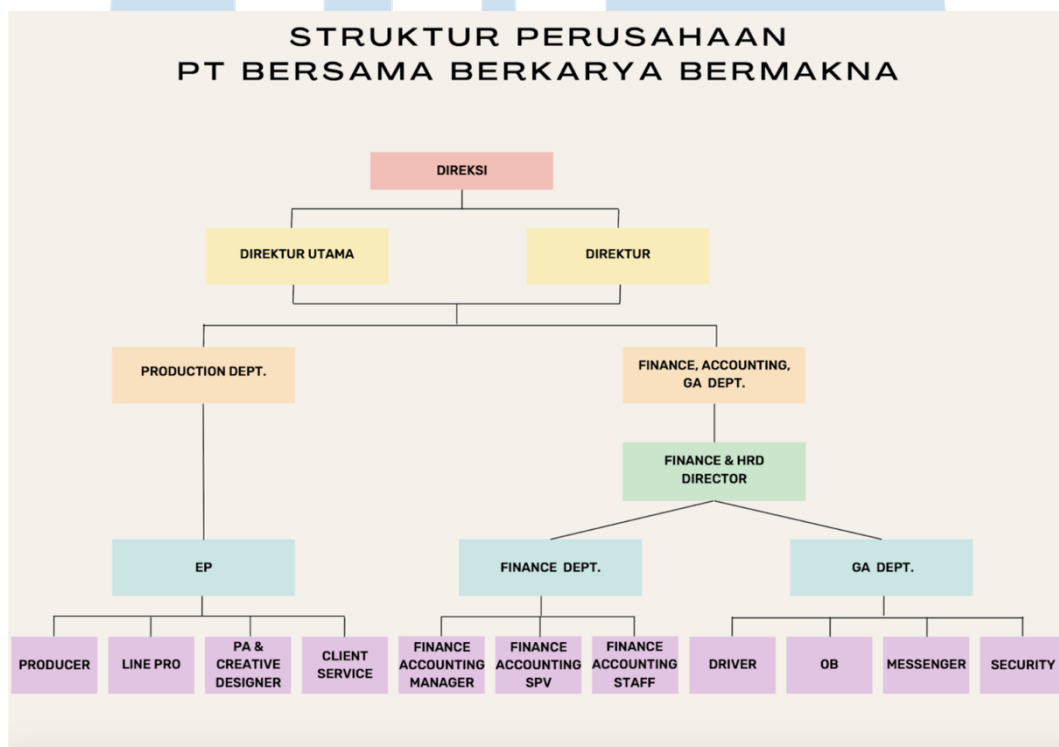 STRUKTUR PERUSAHAAN
PT BERSAMA BERKARYA BERMAKNA
DIREKSI
DIREKTUR UTAMA
DIREKTUR
PRODUCTION DEPT.
FINANCE, ACCOUNTING,
GA DEPT.
FINANCE & HRD
DIRECTOR
EP
FINANCE DEPT.
GA DEPT.
PRODUCER
LINE PRO
PA &
CREATIVE
DESIGNER
CLIENT
SERVICE
FINANCE
ACCOUNTING
MANAGER
FINANCE
ACCOUNTING
SPV
FINANCE
ACCOUNTING
STAFF
DRIVER
OB
MESSENGER
SECURITY